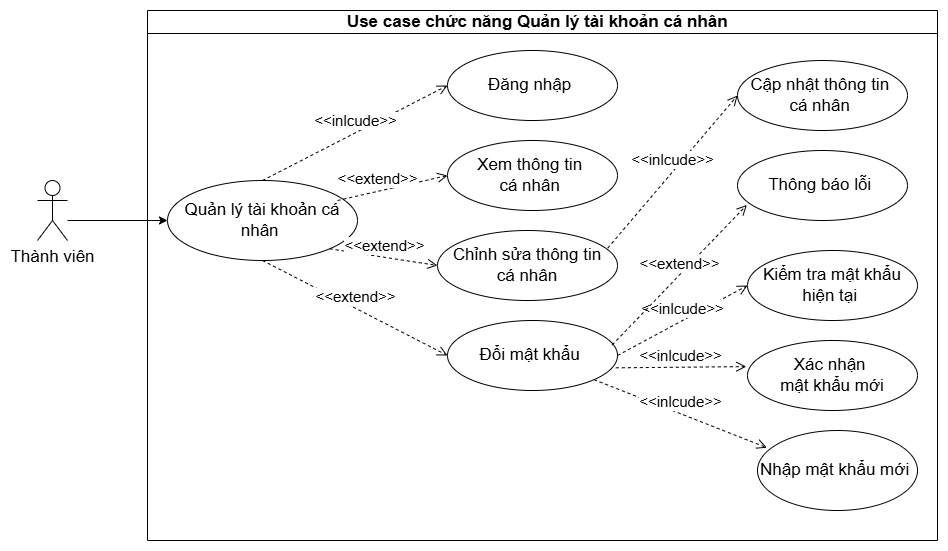 Use case chức năng Quản lý tài khoản cá nhân
Đăng nhập
Cập nhật thông tin
cá nhân
<<inlcude>>
<<inlcude>>
Xem thông tin
cá nhân
<<extend>>
Thông báo lỗi
Quản lý tài khoản cá
nhân
Thành viên
<<extend>>
Chỉnh sửa thông tin
cá nhân
<<extend>>
Kiểm tra mật khẩu
hiện tại
<<extend>>
<<inlcude>>
Đổi mật khẩu
<<inlcude>>
Xác nhận
mật khẩu mới
<<inlcude>>
Nhập mật khẩu mới